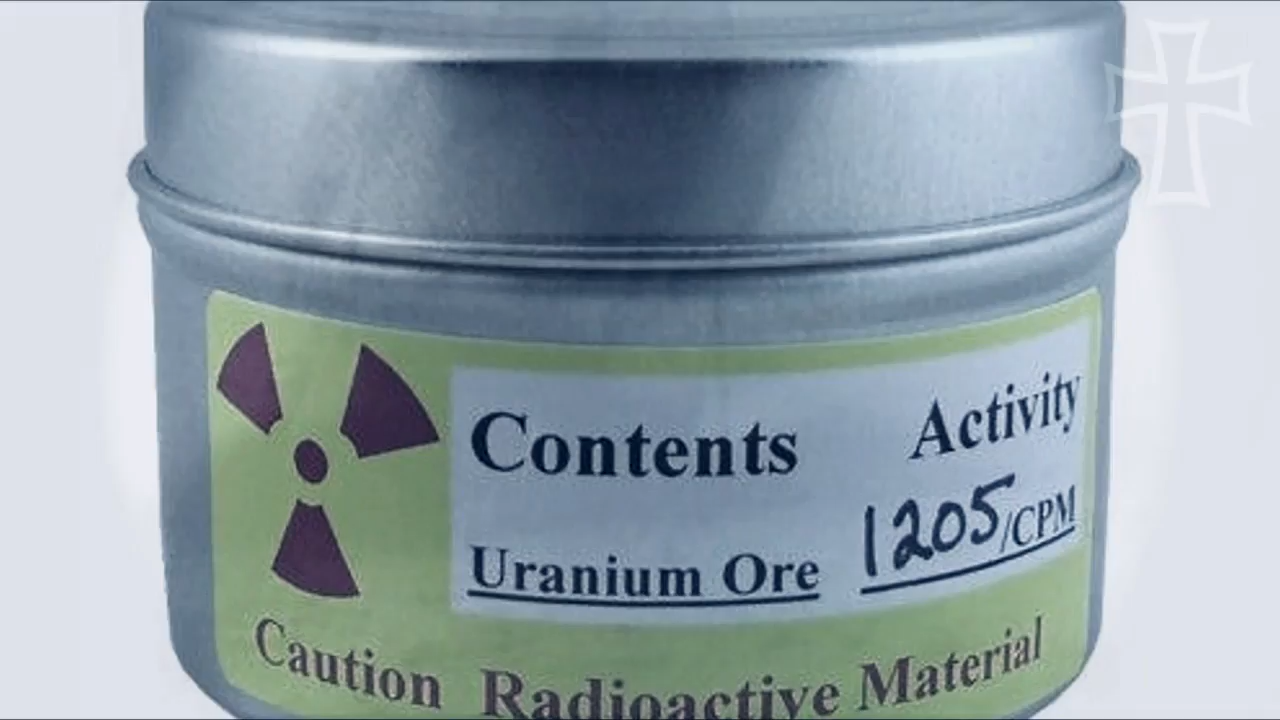 Contents Activity
Uranium Ore 1205/CPM
Caution Radioactive Material